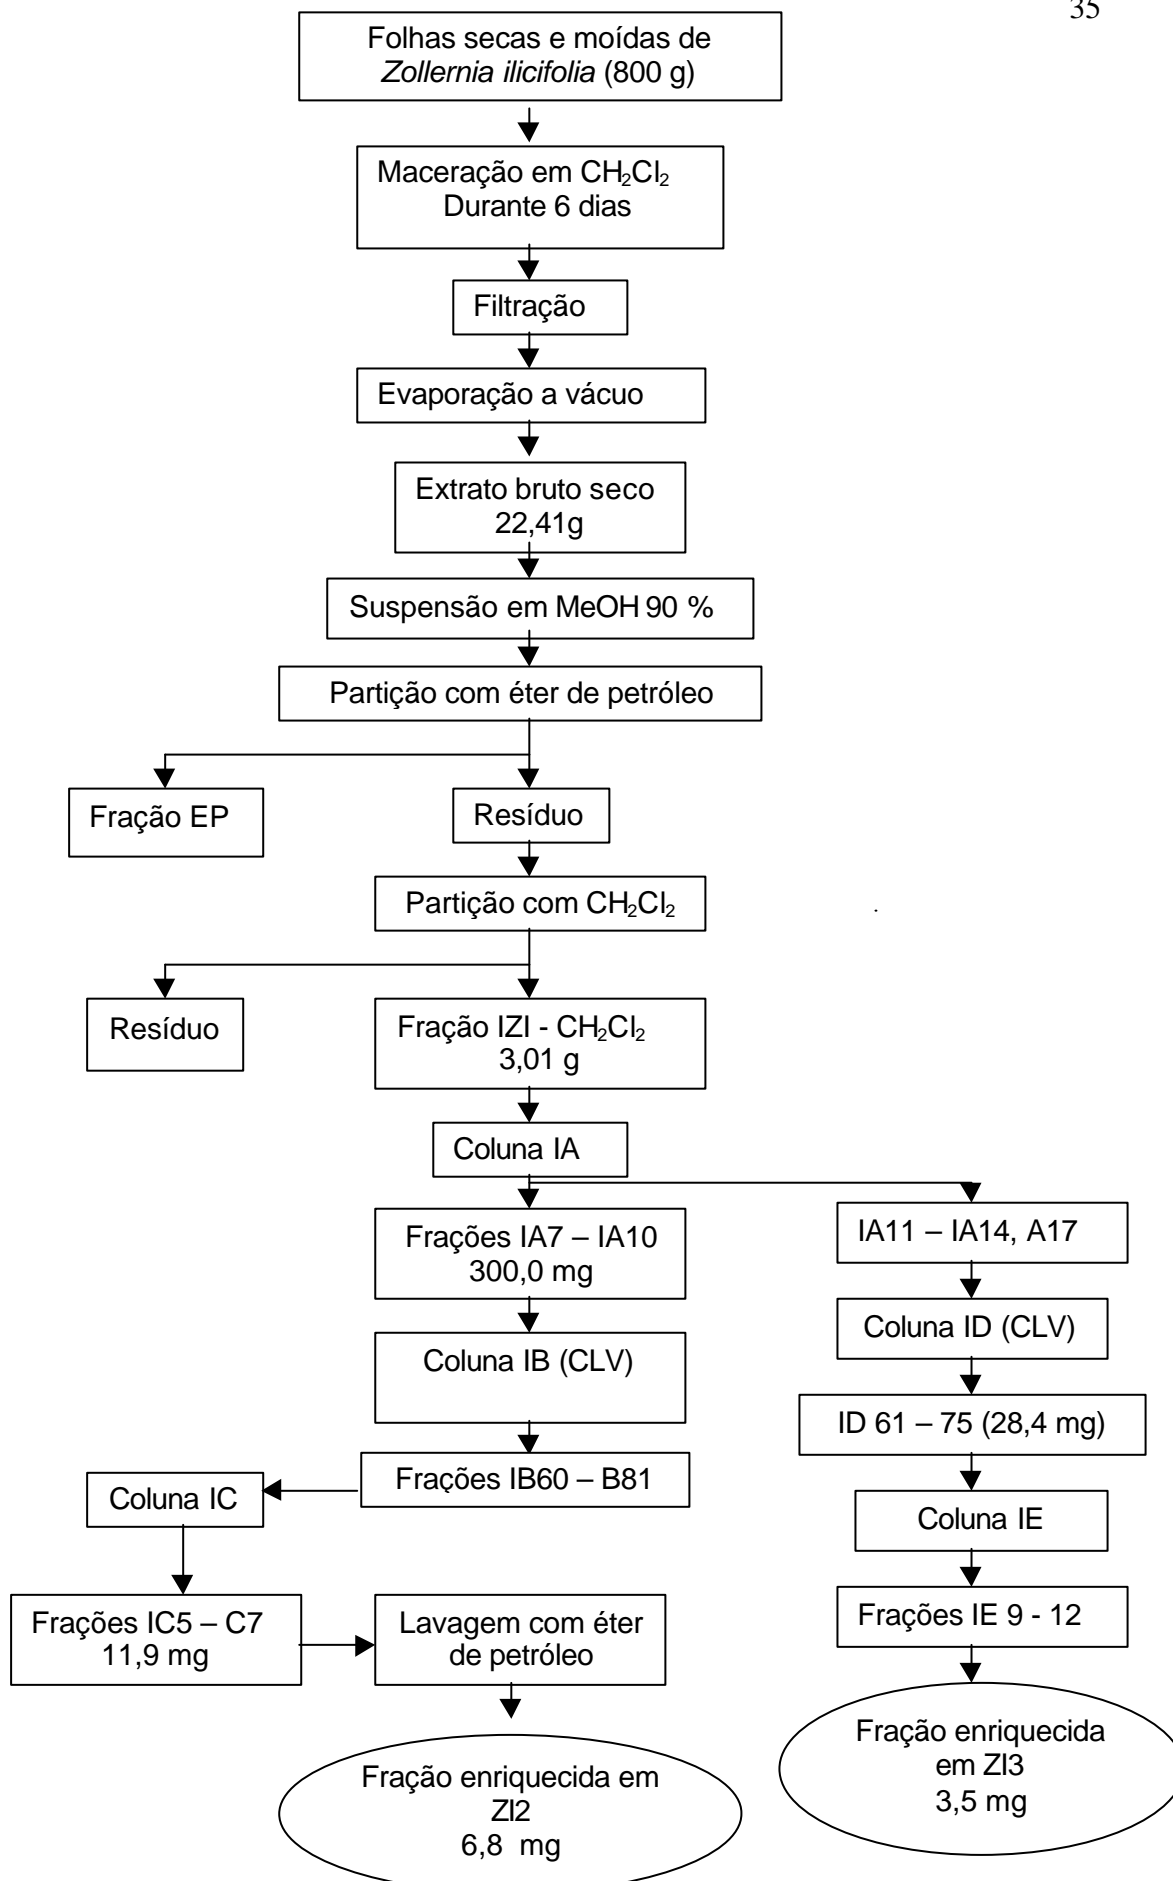 35
Folhas secas e moídas de
Zollernia ilicifolia (800 g)
Maceração em CH₂Cl₂
Durante 6 dias
Filtração
Evaporação a vácuo
Extrato bruto seco
22,41g
Suspensão em MeOH 90 %
Partição com éter de petróleo
Fração EP
Resíduo
Partição com CH₂Cl₂
Resíduo
Fração IZI - CH₂Cl₂
3,01 g
Coluna IA
Frações IA7 – IA10
300,0 mg
IA11 – IA14, A17
Coluna IB (CLV)
Coluna ID (CLV)
ID 61 – 75 (28,4 mg)
Frações IB60 – B81
Coluna IC
Coluna IE
Frações IC5 – C7
11,9 mg
Lavagem com éter
de petróleo
Frações IE 9 - 12
Fração enriquecida em
ZI2
6,8 mg
Fração enriquecida
em ZI3
3,5 mg